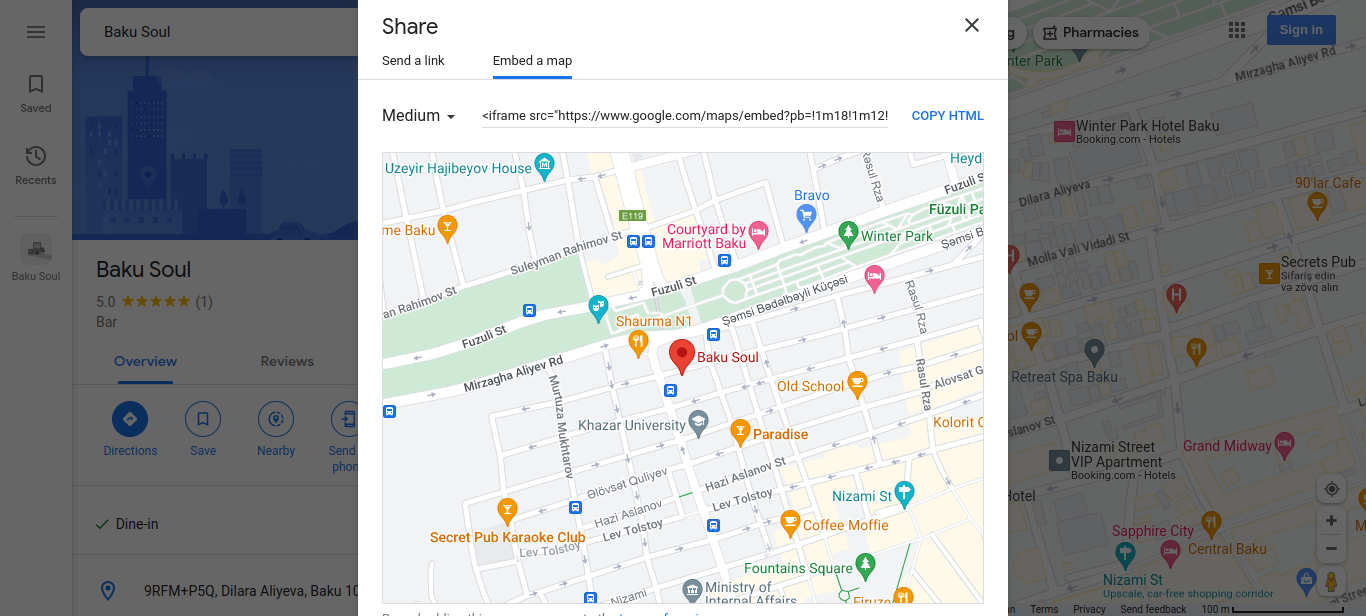 Baku Soul
Saved
Recents
Baku Soul
Baku Soul
5.0
(1)
Bar
Overview
Reviews
Directions
Save
Nearby
Send
phon
Dine-in
9RFM+P5Q, Dilara Aliyeva, Baku 10
Share
Send a link
Embed a map
Medium
<iframe src="https://www.google.com/maps/embed?pb=!1m18!1m12!
COPY HTML
Uzeyir Hajibeyov House
Heyd
Rasul Rza
Fuzuli S
Bravo
Füzuli Pa
E119
me Baku
Courtyard by
Marriott Baku
Winter Park
Şəmsi B
Suleyman Rahimov St
an Rahimov St
Fuzuli St
Şəmsi Bədəlbəyli Küçəsi
Rasul Rza
Shaurma N1
Fuzuli St
Mirzagha Aliyev Rd
Baku Soul
Old School
Alovsat G
Rasul Rza
Murtuza Mukhtarov
Khazar University
Paradise
Kolorit C
Əlövsət Quliyev
Hazi Aslanov St
Lev Tolstoy
Nizami St
Hazi Aslanov
Lev Tolstoy
Secret Pub Karaoke Club
Lev Tolstoy
Coffee Moffie
Fountains Square
Ministry of
Internal Affairs
Nizami
Firuze
g
Pharmacies
Sign in
nter Park
Mirzagha Aliyev Rd
Winter Park Hotel Baku
Booking.com - Hotels
Dilara Aliyeva
90'lar Cafe
Molla Vali Vidadi St
Secrets Pub
Sifariş edin
və zövq alın
ol
Retreat Spa Baku
slanov St
Nizami Street
VIP Apartment
Booking.com - Hotels
Grand Midway
Hotel
Sapphire City
Central Baku
M
Nizami St
Upscale, car-free shopping corridor
Terms
Privacy
Send feedback
100 m